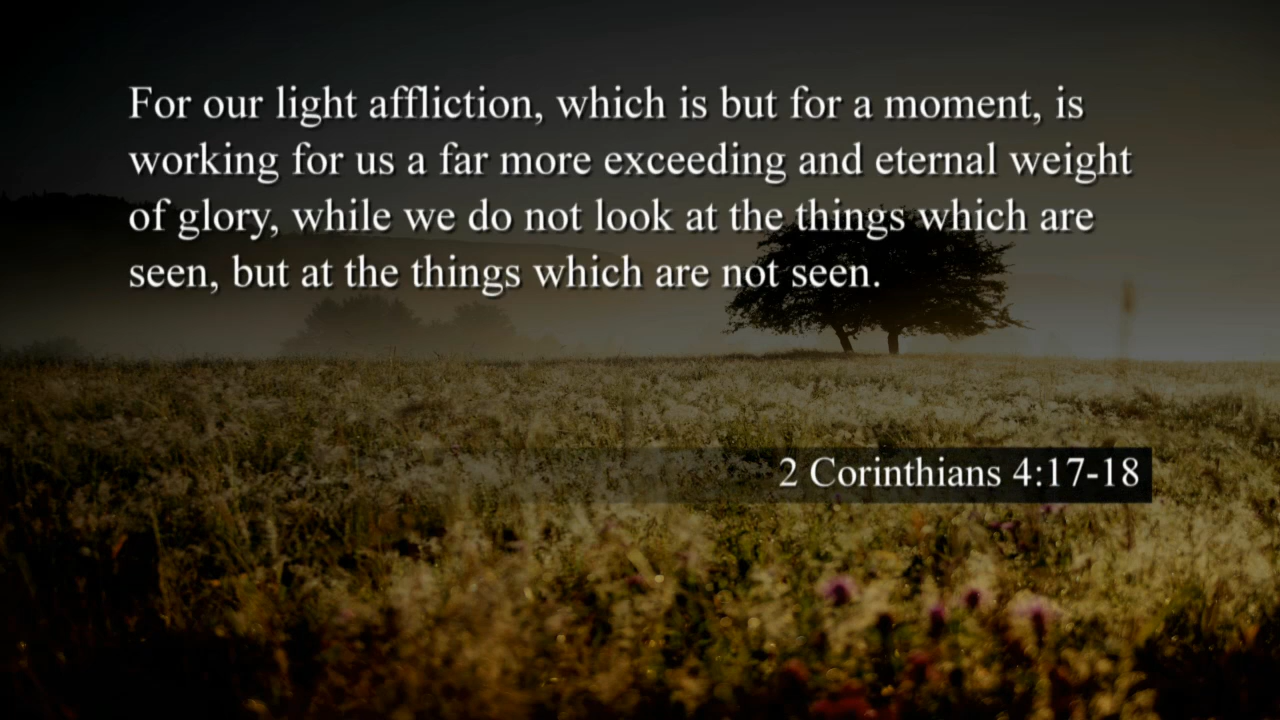 For our light affliction, which is but for a moment, is
working for us a far more exceeding and eternal weight
of glory, while we do not look at the things which are
seen, but at the things which are not seen.
2 Corinthians 4:17-18